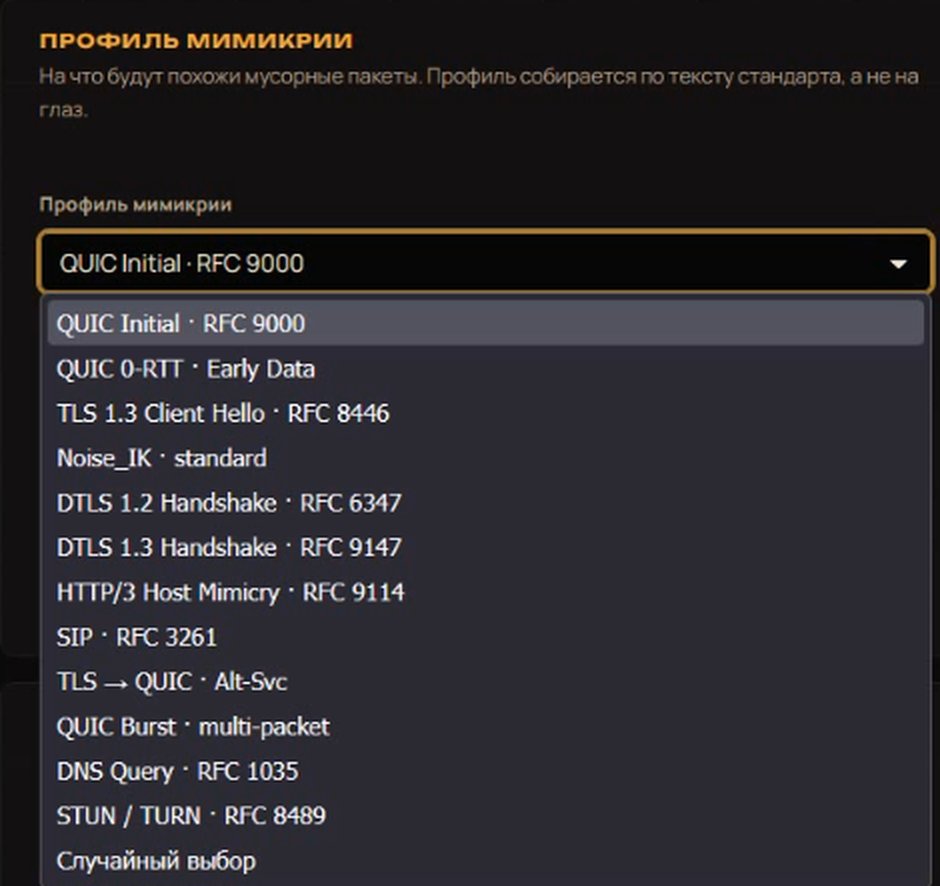 ПРОФИЛЬ МИМИКРИИ
На что будут похожи мусорные пакеты. Профиль собирается по тексту стандарта, а не на
глаз.
Профиль мимикрии
QUIC Initial · RFC 9000
QUIC Initial · RFC 9000
QUIC 0-RTT · Early Data
TLS 1.3 Client Hello · RFC 8446
Noise_IK · standard
DTLS 1.2 Handshake · RFC 6347
DTLS 1.3 Handshake · RFC 9147
HTTP/3 Host Mimicry · RFC 9114
SIP · RFC 3261
TLS → QUIC · Alt-Svc
QUIC Burst · multi-packet
DNS Query · RFC 1035
STUN / TURN · RFC 8489
Случайный выбор